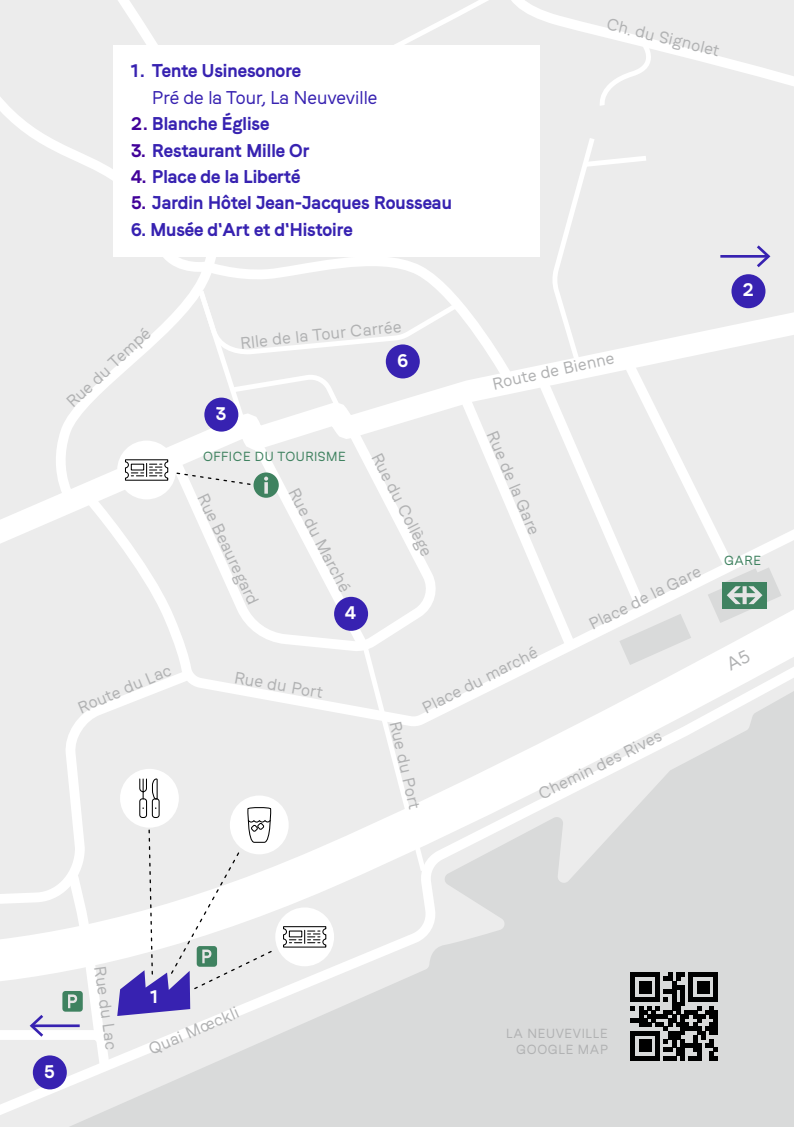 Ch. du Signolet
1. Tente Usinesonore
Pré de la Tour, La Neuveville
2. Blanche Église
3. Restaurant Mille Or
4. Place de la Liberté
5. Jardin Hôtel Jean-Jacques Rousseau
6. Musée d'Art et d'Histoire
2
Rlle de la Tour Carrée
Rue du Tempé
6
Route de Bienne
3
OFFICE DU TOURISME
i
Rue de la Gare
Rue du Collège
Rue Beauregard
Rue du Marché
GARE
4
Place de la Gare
A5
Place du marché
Route du Lac
Rue du Port
Rue du Port
Chemin des Rives
P
P
1
Rue du Lac
Quai Mœckli
5
LA NEUVEVILLE
GOOGLE MAP